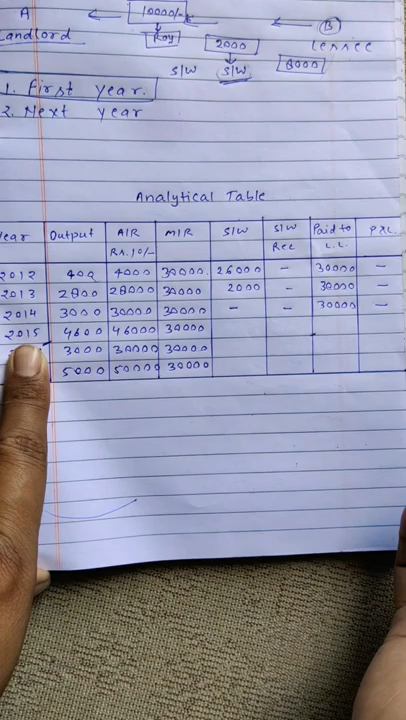 A 10000/-
Landlord Roy B
2000 lessee
S/W S/W 8000
1. First year.
2. Next year
Analytical Table
Year Output AIR Rs.10/- MIR S/W S/W Rec Paid to L.L. P&L
2012 400 4000 30000. 26000 - 30000 -
2013 2800 28000 30000 2000 - 30000 -
2014 3000 30000 30000 - - 30000 -
2015 4600 46000 30000
3000 30000 30000
5000 50000 30000